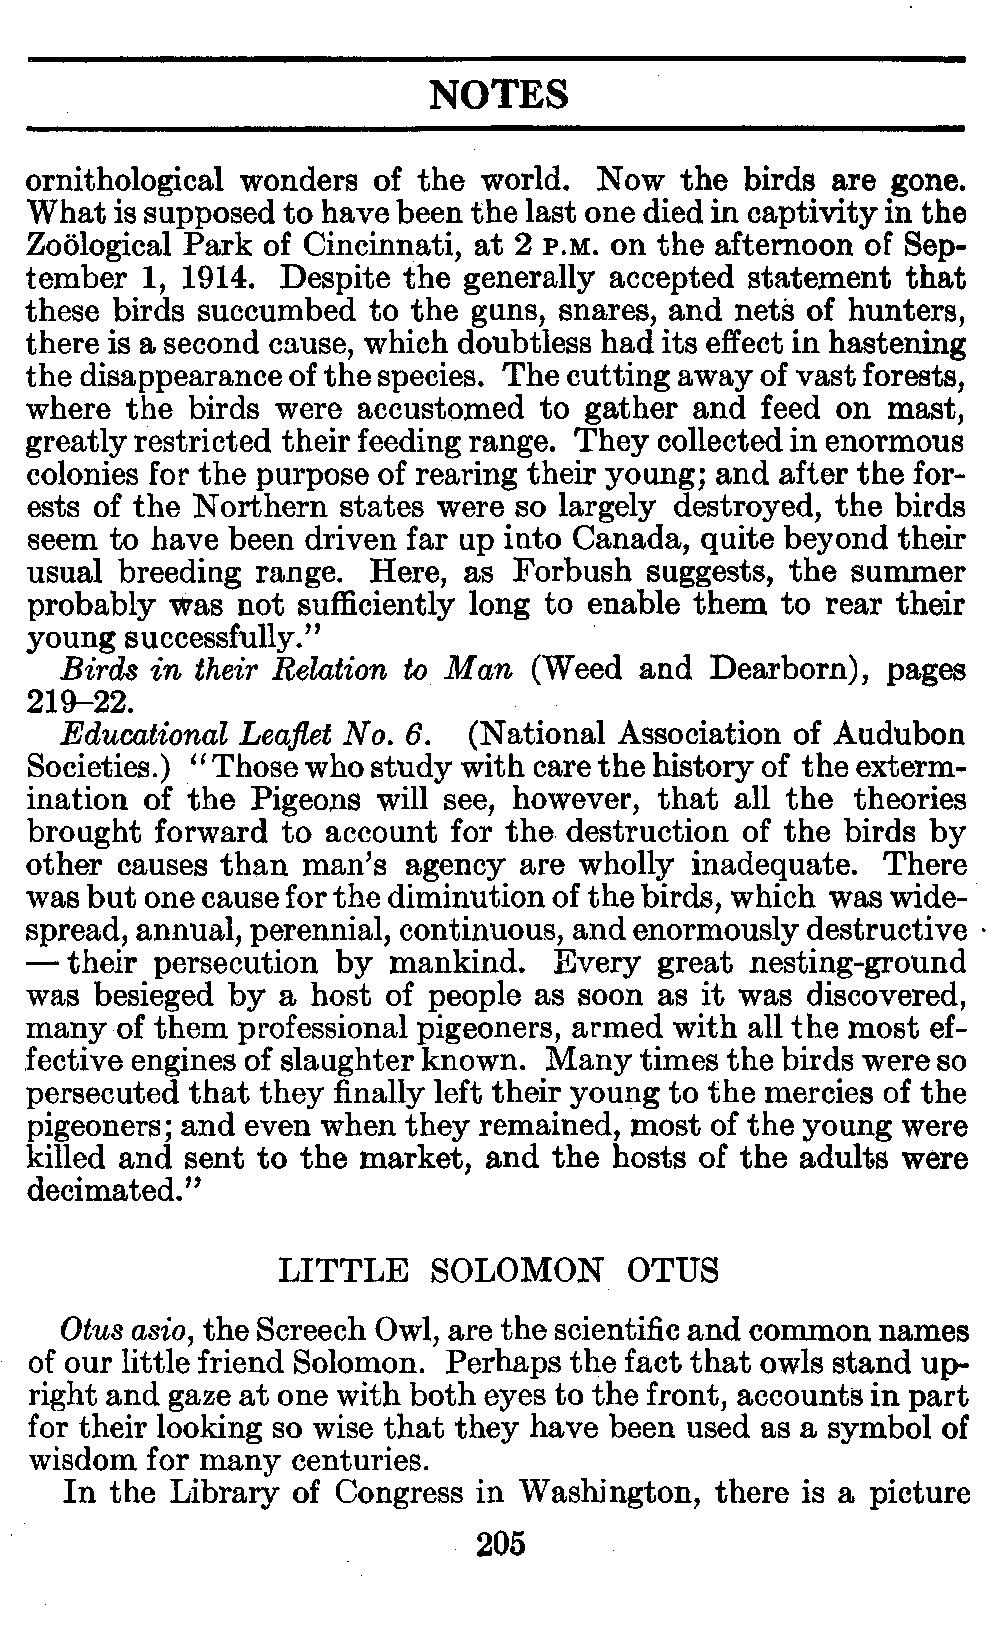 NOTES
ornithological wonders of the world. Now the birds are gone.
What is supposed to have been the last one died in captivity in the
Zoölogical Park of Cincinnati, at 2 P.M. on the afternoon of Sep-
tember 1, 1914. Despite the generally accepted statement that
these birds succumbed to the guns, snares, and nets of hunters,
there is a second cause, which doubtless had its effect in hastening
the disappearance of the species. The cutting away of vast forests,
where the birds were accustomed to gather and feed on mast,
greatly restricted their feeding range. They collected in enormous
colonies for the purpose of rearing their young; and after the for-
ests of the Northern states were so largely destroyed, the birds
seem to have been driven far up into Canada, quite beyond their
usual breeding range. Here, as Forbush suggests, the summer
probably was not sufficiently long to enable them to rear their
young successfully."
Birds in their Relation to Man (Weed and Dearborn), pages
219–22.
Educational Leaflet No. 6. (National Association of Audubon
Societies.) "Those who study with care the history of the exterm-
ination of the Pigeons will see, however, that all the theories
brought forward to account for the destruction of the birds by
other causes than man's agency are wholly inadequate. There
was but one cause for the diminution of the birds, which was wide-
spread, annual, perennial, continuous, and enormously destructive
— their persecution by mankind. Every great nesting-ground
was besieged by a host of people as soon as it was discovered,
many of them professional pigeoners, armed with all the most ef-
fective engines of slaughter known. Many times the birds were so
persecuted that they finally left their young to the mercies of the
pigeoners; and even when they remained, most of the young were
killed and sent to the market, and the hosts of the adults were
decimated."
LITTLE SOLOMON OTUS
Otus asio, the Screech Owl, are the scientific and common names
of our little friend Solomon. Perhaps the fact that owls stand up-
right and gaze at one with both eyes to the front, accounts in part
for their looking so wise that they have been used as a symbol of
wisdom for many centuries.
In the Library of Congress in Washington, there is a picture
205